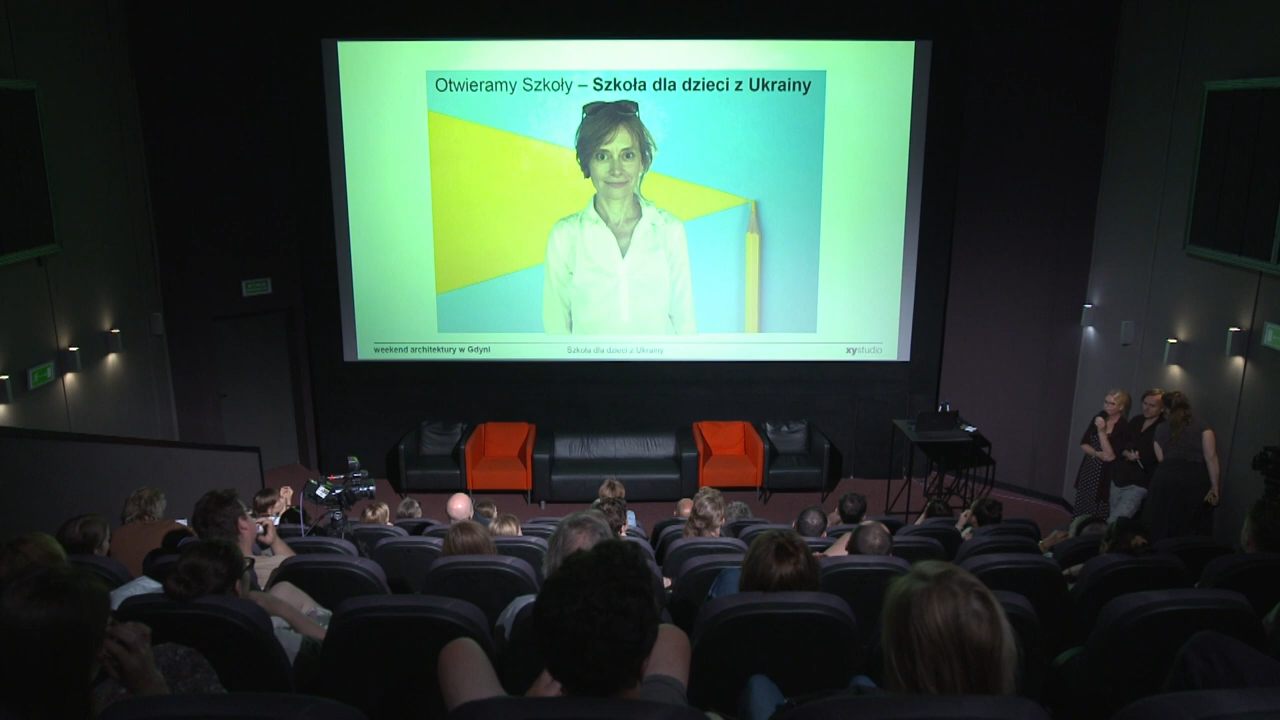 Otwieramy Szkoły – Szkoła dla dzieci z Ukrainy
weekend architektury w Gdyni
Szkoła dla dzieci z Ukrainy
xystudio